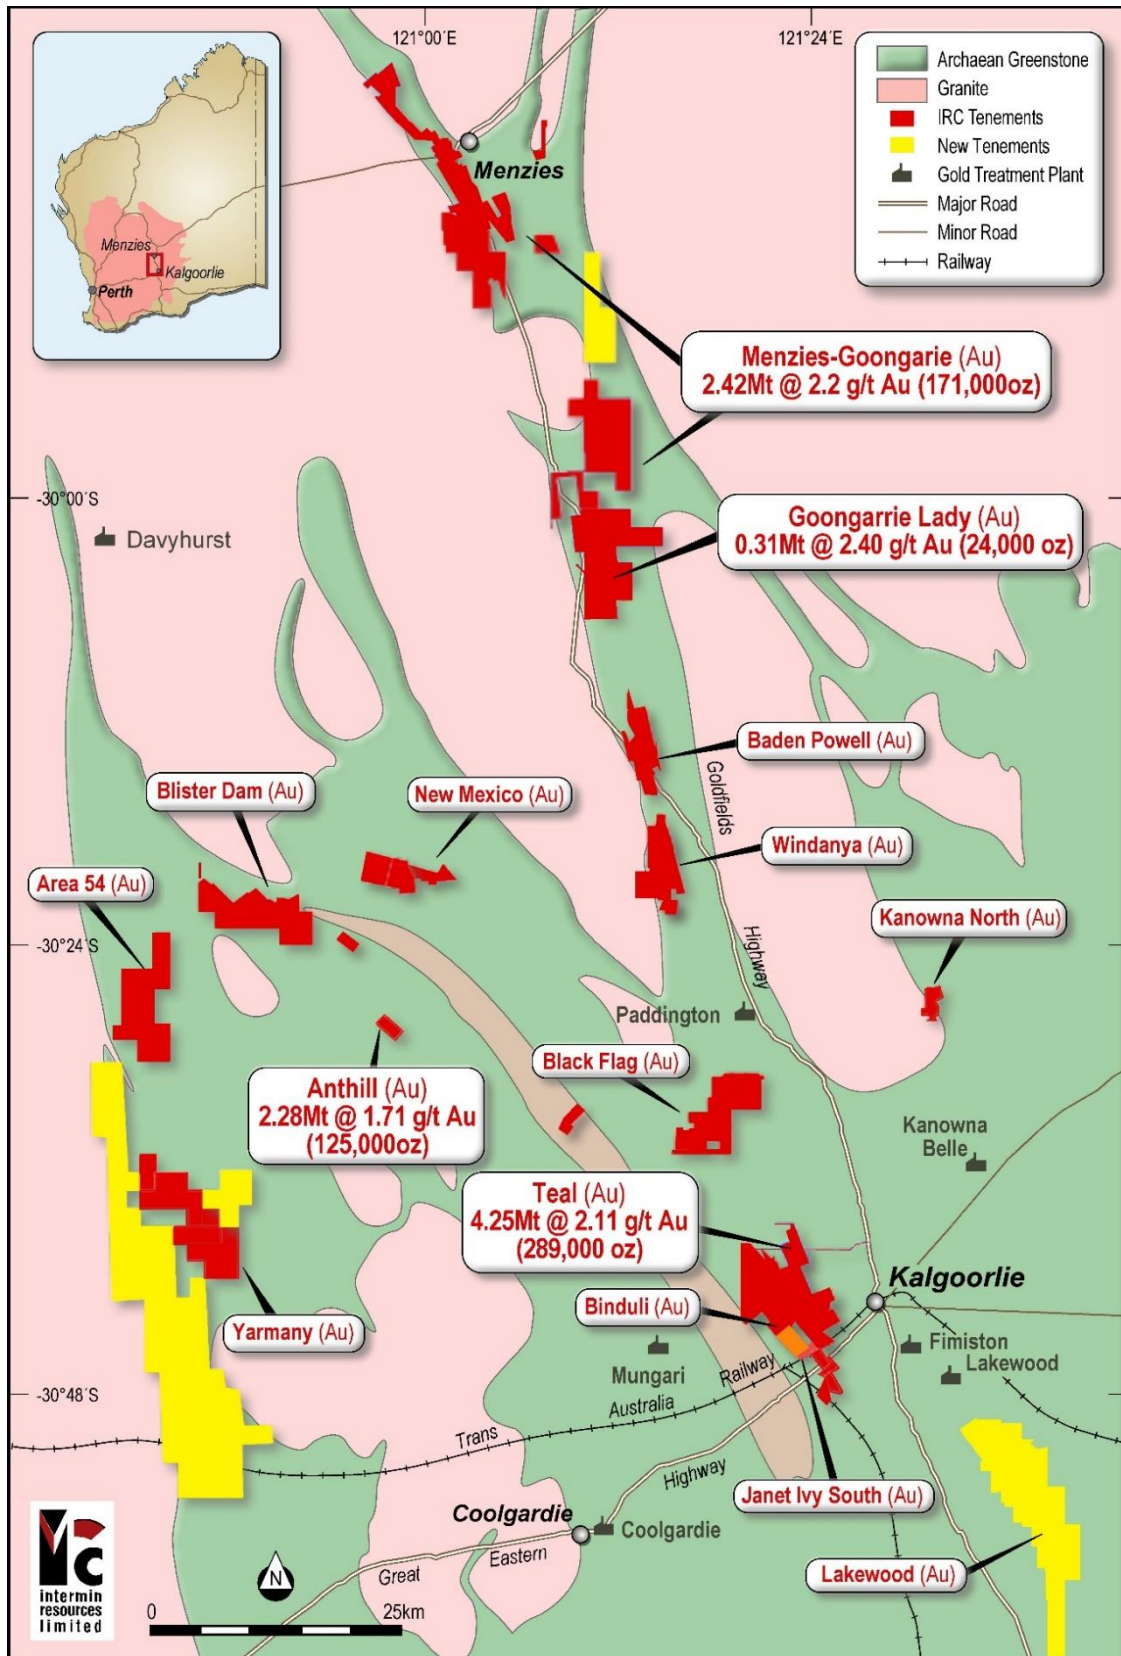 121°00´E
121°24´E
Menzies
Kalgoorlie
Perth
Archaean Greenstone
Granite
IRC Tenements
New Tenements
Gold Treatment Plant
Major Road
Minor Road
Railway
Menzies
Menzies-Goongarie (Au)
2.42Mt @ 2.2 g/t Au (171,000oz)
-30°00´S
Davyhurst
Goongarrie Lady (Au)
0.31Mt @ 2.40 g/t Au (24,000 oz)
Baden Powell (Au)
Goldfields
Highway
Blister Dam (Au)
New Mexico (Au)
Windanya (Au)
Area 54 (Au)
Kanowna North (Au)
-30°24´S
Paddington
Black Flag (Au)
Anthill (Au)
2.28Mt @ 1.71 g/t Au
(125,000oz)
Kanowna
Belle
Teal (Au)
4.25Mt @ 2.11 g/t Au
(289,000 oz)
Kalgoorlie
Binduli (Au)
Yarmany (Au)
Mungari
Fimiston
Lakewood
-30°48´S
Trans
Australia
Railway
Highway
Janet Ivy South (Au)
Coolgardie
Coolgardie
Great
Eastern
Lakewood (Au)
N
0
25km
intermin
resources
limited